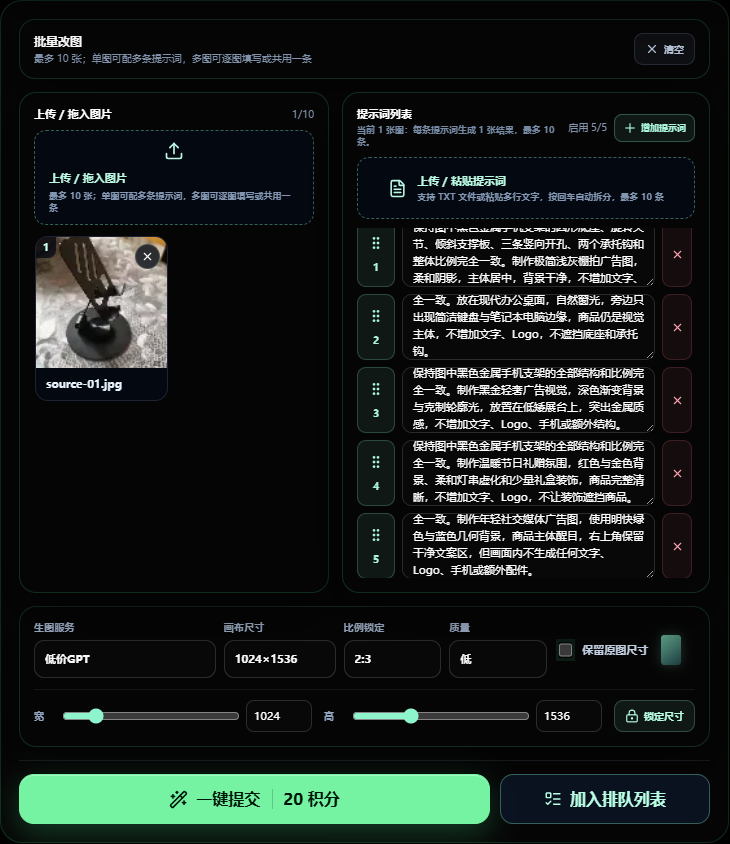 批量改图
最多 10 张；单图可配多条提示词，多图可逐图填写或共用一条
清空
上传 / 拖入图片
1/10
上传 / 拖入图片
最多 10 张；单图可配多条提示词，多图可逐图填写或共用一
条
1
source-01.jpg
提示词列表
当前 1 张图：每条提示词生成 1 张结果，最多 10
条。
启用 5/5
增加提示词
上传 / 粘贴提示词
支持 TXT 文件或粘贴多行文字，按回车自动拆分，最多 10 条
1
保持图中黑色金属手机支架的圆形底座、旋转关
节、倾斜支撑板、三条竖向开孔、两个承托钩和
整体比例完全一致。制作极简浅灰棚拍广告图，
柔和阴影，主体居中，背景干净，不增加文字、
2
全一致。放在现代办公桌面，自然窗光，旁边只
出现简洁键盘与笔记本电脑边缘，商品仍是视觉
主体，不增加文字、Logo，不遮挡底座和承托
钩。
3
保持图中黑色金属手机支架的全部结构和比例完
全一致。制作黑金轻奢广告视觉，深色渐变背景
与克制轮廓光，放置在低矮展台上，突出金属质
感，不增加文字、Logo、手机或额外结构。
4
保持图中黑色金属手机支架的全部结构和比例完
全一致。制作温暖节日礼赠氛围，红色与金色背
景、柔和灯串虚化和少量礼盒装饰，商品完整清
晰，不增加文字、Logo，不让装饰遮挡商品。
5
全一致。制作年轻社交媒体广告图，使用明快绿
色与蓝色几何背景，商品主体醒目，右上角保留
干净文案区，但画面内不生成任何文字、
Logo、手机或额外配件。
生图服务
画布尺寸
比例锁定
质量
低价GPT
1024×1536
2:3
低
保留原图尺寸
宽
1024
高
1536
锁定尺寸
一键提交
20 积分
加入排队列表